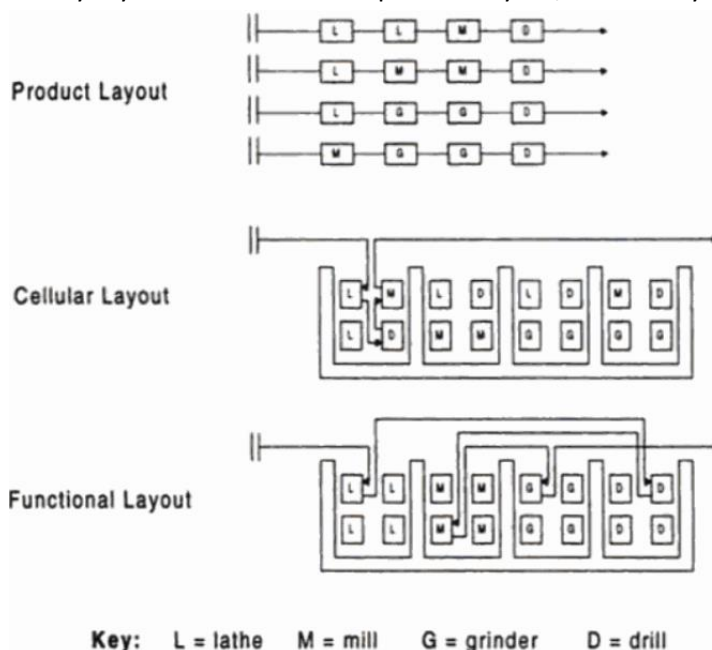 L L M D
L M M D
Product Layout
L G G D
M G G D
L M L D L D M D
Cellular Layout
L D M M G G G G
L L M M G G D D
Functional Layout
L L M M G G D D
Key: L = lathe M = mill G = grinder D = drill